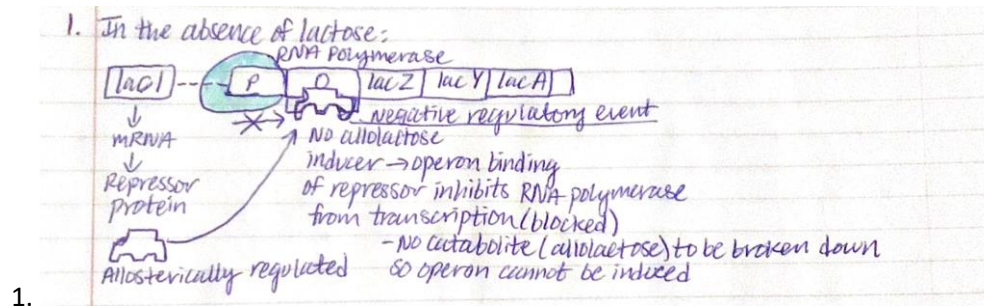 1. In the absence of lactose:
RNA Polymerase
lacI P O lacZ lacY lacA
negative regulatory event
mRNA
No allolactose
inducer → operon binding
Repressor
of repressor inhibits RNA polymerase
protein
from transcription (blocked)
- No catabolite (allolactose) to be broken down
Allosterically regulated
so operon cannot be induced
1.